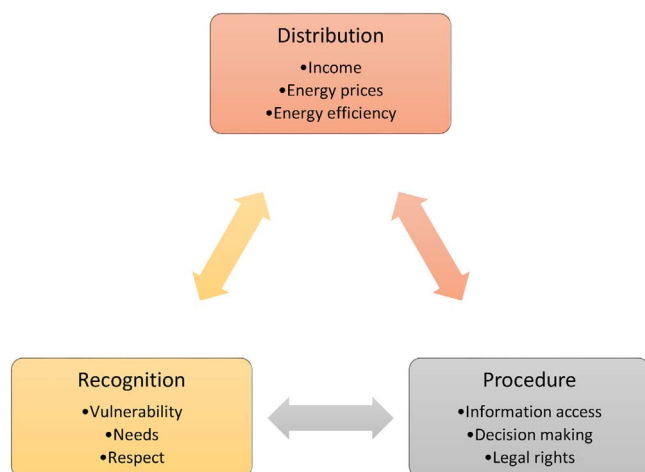 Distribution
•Income
•Energy prices
•Energy efficiency
Recognition
•Vulnerability
•Needs
•Respect
Procedure
•Information access
•Decision making
•Legal rights